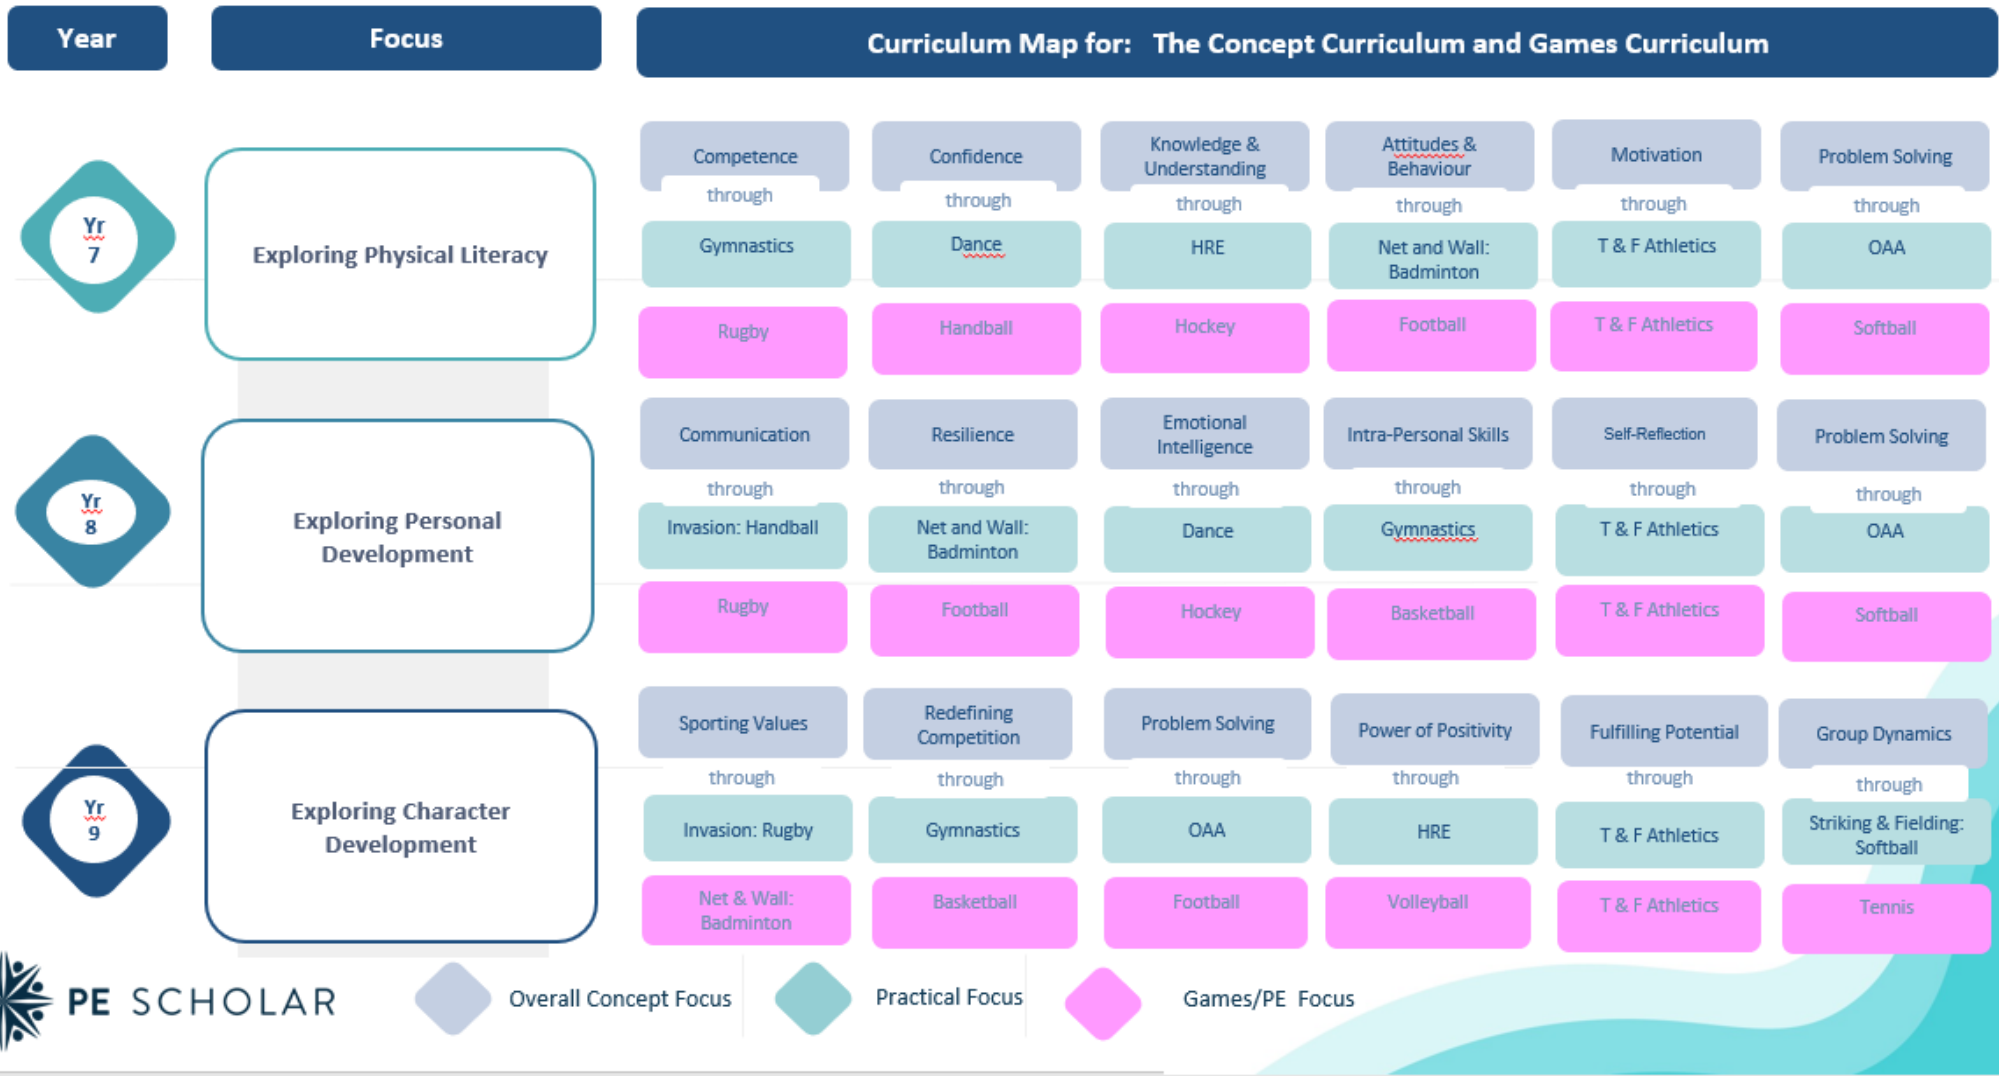 Year
Focus
Curriculum Map for: The Concept Curriculum and Games Curriculum
Yr
7
Exploring Physical Literacy
Competence
Confidence
Knowledge &
Understanding
Attitudes &
Behaviour
Motivation
Problem Solving
through
through
through
through
through
through
Gymnastics
Dance
HRE
Net and Wall:
Badminton
T & F Athletics
OAA
Rugby
Handball
Hockey
Football
T & F Athletics
Softball
Yr
8
Exploring Personal
Development
Communication
Resilience
Emotional
Intelligence
Intra-Personal Skills
Self-Reflection
Problem Solving
through
through
through
through
through
through
Invasion: Handball
Net and Wall:
Badminton
Dance
Gymnastics
T & F Athletics
OAA
Rugby
Football
Hockey
Basketball
T & F Athletics
Softball
Yr
9
Exploring Character
Development
Sporting Values
Redefining
Competition
Problem Solving
Power of Positivity
Fulfilling Potential
Group Dynamics
through
through
through
through
through
through
Invasion: Rugby
Gymnastics
OAA
HRE
T & F Athletics
Striking & Fielding:
Softball
Net & Wall:
Badminton
Basketball
Football
Volleyball
T & F Athletics
Tennis
PE SCHOLAR
Overall Concept Focus
Practical Focus
Games/PE Focus